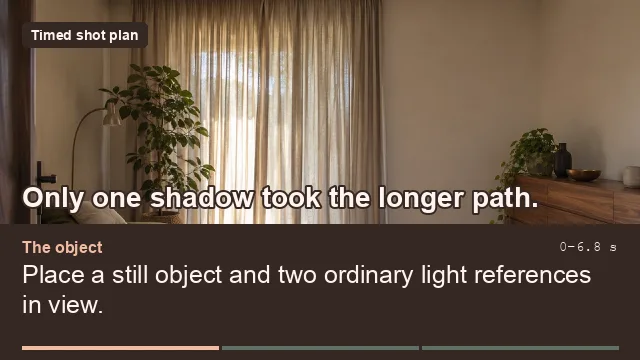 Timed shot plan
Only one shadow took the longer path.
The object
0–6.8 s
Place a still object and two ordinary light references
in view.